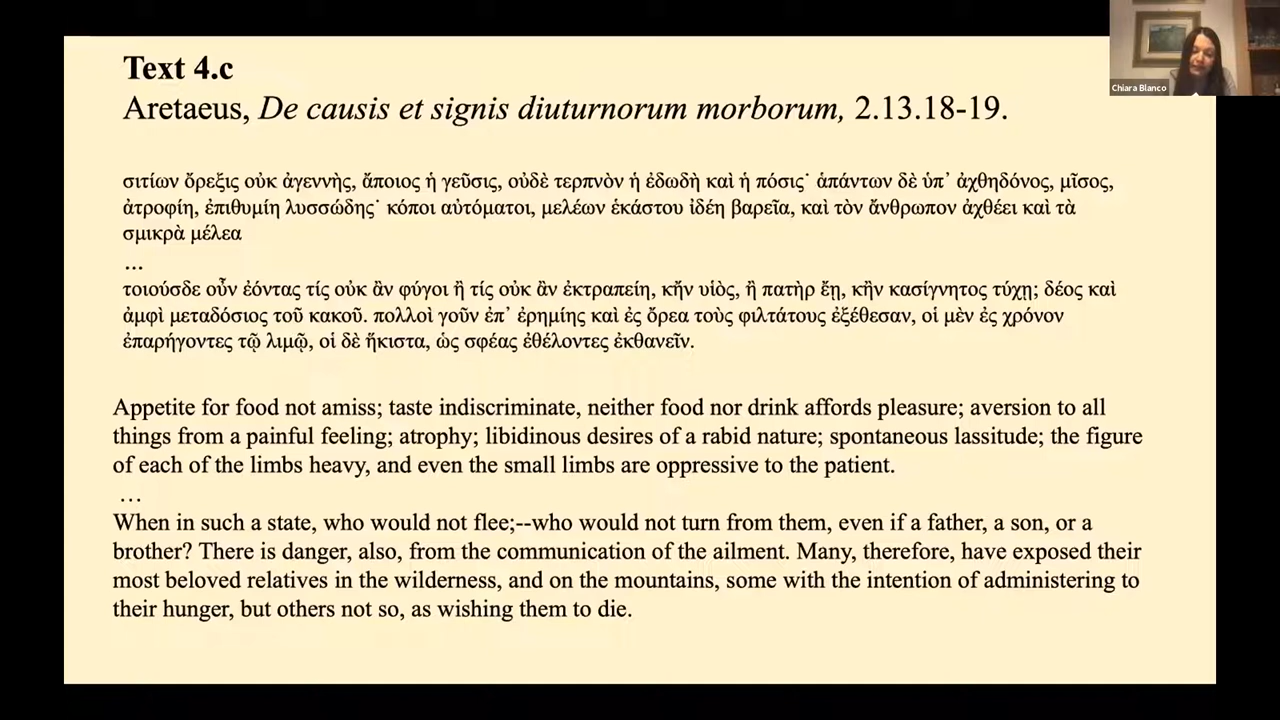 Text 4.c
Aretaeus, De causis et signis diuturnorum morborum, 2.13.18-19.
σιτίων ὄρεξις οὐκ ἀγεννὴς, ἄποιος ἡ γεῦσις, οὐδὲ τερπνὸν ἡ ἐδωδὴ καὶ ἡ πόσις˙ ἁπάντων δὲ ὑπ’ ἀχθηδόνος, μῖσος,
ἀτροφίη, ἐπιθυμίη λυσσώδης˙ κόποι αὐτόματοι, μελέων ἑκάστου ἰδέη βαρεῖα, καὶ τὸν ἄνθρωπον ἀχθέει καὶ τὰ
σμικρὰ μέλεα
...
τοιούσδε οὖν ἐόντας τίς οὐκ ἂν φύγοι ἢ τίς οὐκ ἂν ἐκτραπείη, κἤν υἱὸς, ἢ πατὴρ ἔῃ, κἢν κασίγνητος τύχῃ; δέος καὶ
ἀμφὶ μεταδόσιος τοῦ κακοῦ. πολλοὶ γοῦν ἐπ’ ἐρημίης καὶ ἐς ὄρεα τοὺς φιλτάτους ἐξέθεσαν, οἱ μὲν ἐς χρόνον
ἐπαρήγοντες τῷ λιμῷ, οἱ δὲ ἥκιστα, ὡς σφέας ἐθέλοντες ἐκθανεῖν.
Appetite for food not amiss; taste indiscriminate, neither food nor drink affords pleasure; aversion to all
things from a painful feeling; atrophy; libidinous desires of a rabid nature; spontaneous lassitude; the figure
of each of the limbs heavy, and even the small limbs are oppressive to the patient.
…
When in such a state, who would not flee;--who would not turn from them, even if a father, a son, or a
brother? There is danger, also, from the communication of the ailment. Many, therefore, have exposed their
most beloved relatives in the wilderness, and on the mountains, some with the intention of administering to
their hunger, but others not so, as wishing them to die.
Chiara Blanco